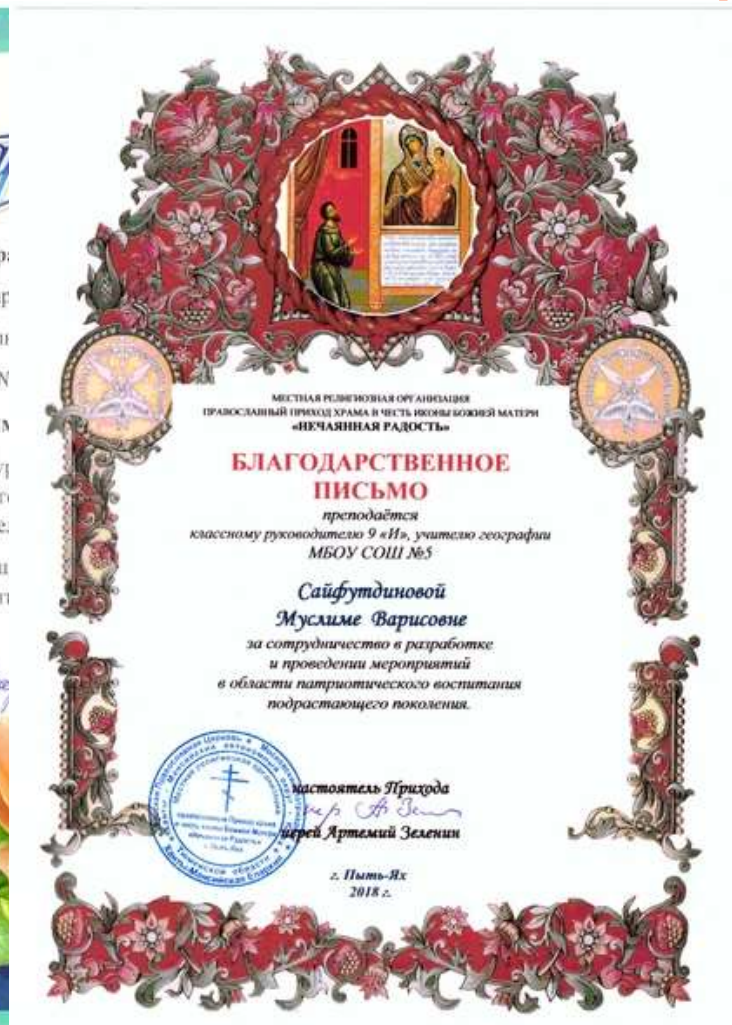 МЕСТНАЯ РЕЛИГИОЗНАЯ ОРГАНИЗАЦИЯ
ПРАВОСЛАВНЫЙ ПРИХОД ХРАМА В ЧЕСТЬ ИКОНЫ БОЖИЕЙ МАТЕРИ
«НЕЧАЯННАЯ РАДОСТЬ»
БЛАГОДАРСТВЕННОЕ
ПИСЬМО
преподаётся
классному руководителю 9 «И», учителю географии
МБОУ СОШ №5
Сайфутдиновой
Муслиме Варисовне
за сотрудничество в разработке
и проведении мероприятий
в области патриотического воспитания
подрастающего поколения.
настоятель Прихода
иерей Артемий Зеленин
г. Пыть-Ях
2018 г.